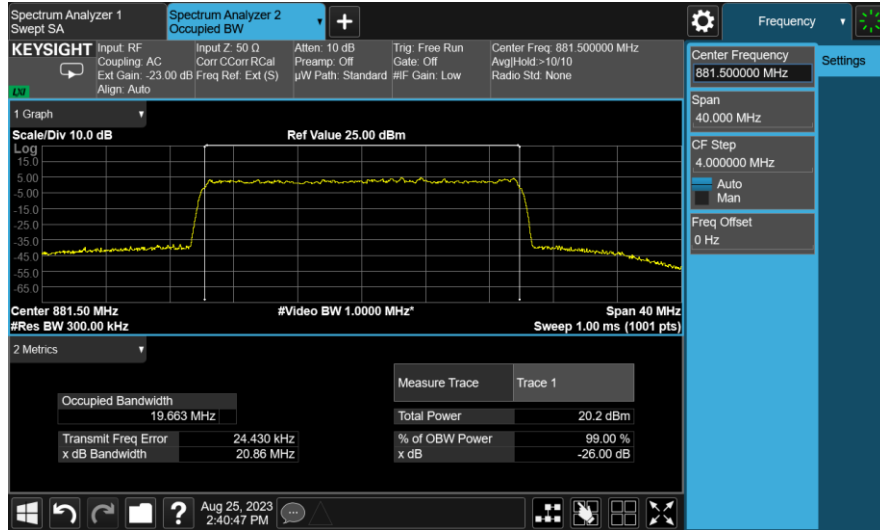 Spectrum Analyzer 1
Swept SA
Spectrum Analyzer 2
Occupied BW
+
Frequency
KEYSIGHT
LXI
Input: RF
Coupling: AC
Ext Gain: -23.00 dB
Align: Auto
Input Z: 50 Ω
Corr CCorr RCal
Freq Ref: Ext (S)
Atten: 10 dB
Preamp: Off
µW Path: Standard
Trig: Free Run
Gate: Off
#IF Gain: Low
Center Freq: 881.500000 MHz
Avg|Hold:>10/10
Radio Std: None
Center Frequency
881.500000 MHz
Settings
Span
40.000 MHz
CF Step
4.000000 MHz
Auto
Man
Freq Offset
0 Hz
1 Graph
Scale/Div 10.0 dB
Ref Value 25.00 dBm
Log
15.0
5.00
-5.00
-15.0
-25.0
-35.0
-45.0
-55.0
-65.0
Center 881.50 MHz
#Video BW 1.0000 MHz*
Span 40 MHz
#Res BW 300.00 kHz
Sweep 1.00 ms (1001 pts)
2 Metrics
Measure Trace
Trace 1
Occupied Bandwidth
19.663 MHz
Total Power
20.2 dBm
Transmit Freq Error
24.430 kHz
% of OBW Power
99.00 %
x dB Bandwidth
20.86 MHz
x dB
-26.00 dB
?
Aug 25, 2023
2:40:47 PM